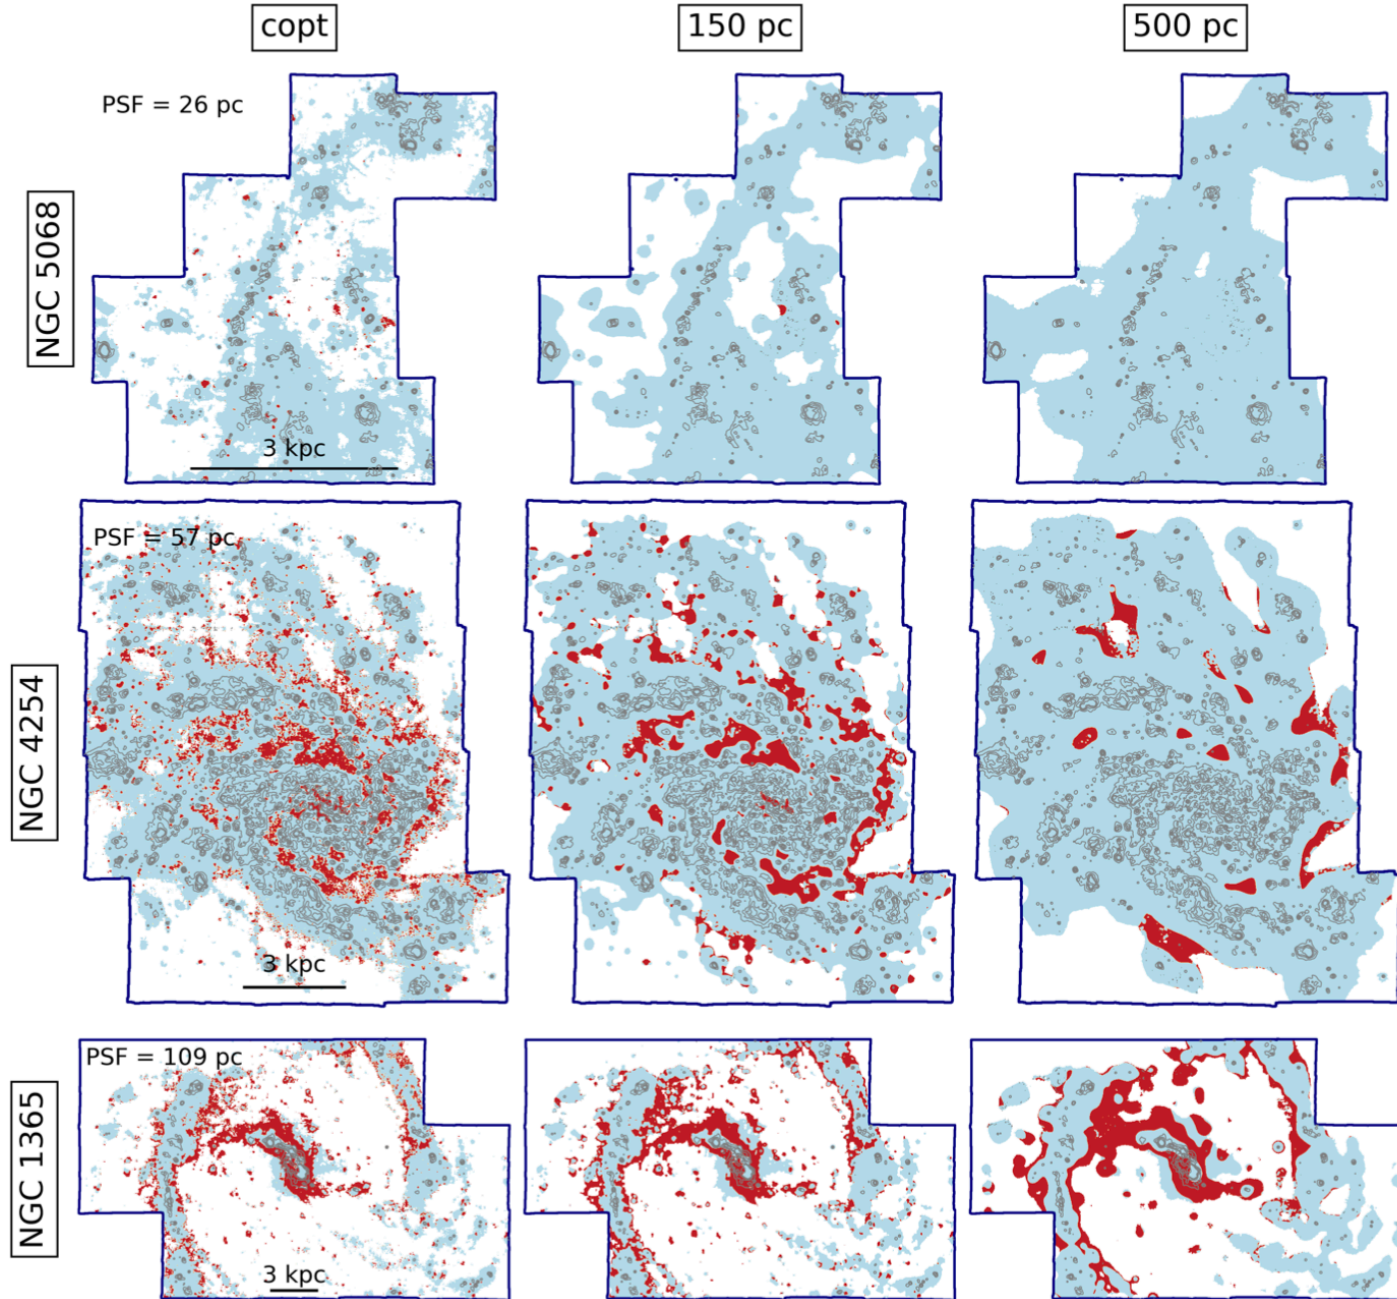 copt
150 pc
500 pc
PSF = 26 pc
NGC 5068
3 kpc
PSF = 57 pc
NGC 4254
3 kpc
PSF = 109 pc
NGC 1365
3 kpc